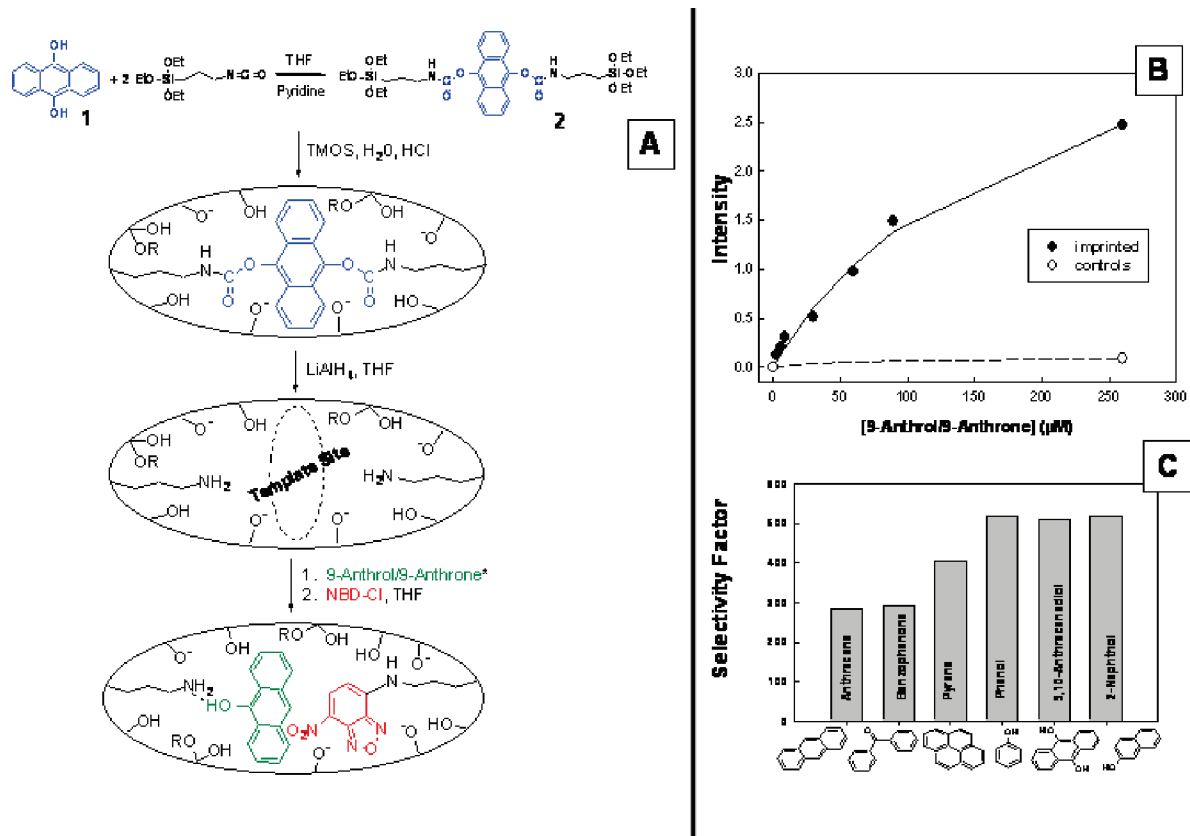 OH
OH
1
+ 2
EtO-Si
OEt
OEt
N=C=O
THF
Pyridine
OEt
EtO-Si
OEt
H
N
C
O
O
O
C
O
H
N
OEt
Si-OEt
OEt
2
A
TMOS, H20, HCl
O-
OH
RO
OH
-O
OH
OR
H
N
C
O
O
O
C
O
H
N
OH
O-
O-
HO
LiAlH4, THF
O-
OH
RO
OH
-O
OH
OR
NH2
Template Site
H2N
OH
O-
O-
HO
1. 9-Anthrol/9-Anthrone*
2. NBD-Cl, THF
OH
O-
RO
OH
HO
O-
NH2
HO
H
N
O2N
N
O
N
OH
RO
OH
O-
O-
HO
B
3.0
2.5
2.0
1.5
1.0
0.5
0.0
Intensity
imprinted
controls
0
50
100
150
200
250
300
[9-Anthrol/9-Anthrone] (µM)
C
Selectivity Factor
500
400
300
200
100
0
Anthracene
Benzophenone
Pyrene
Phenol
9,10-Anthracenediol
2-Naphthol
O
OH
HO
OH
HO